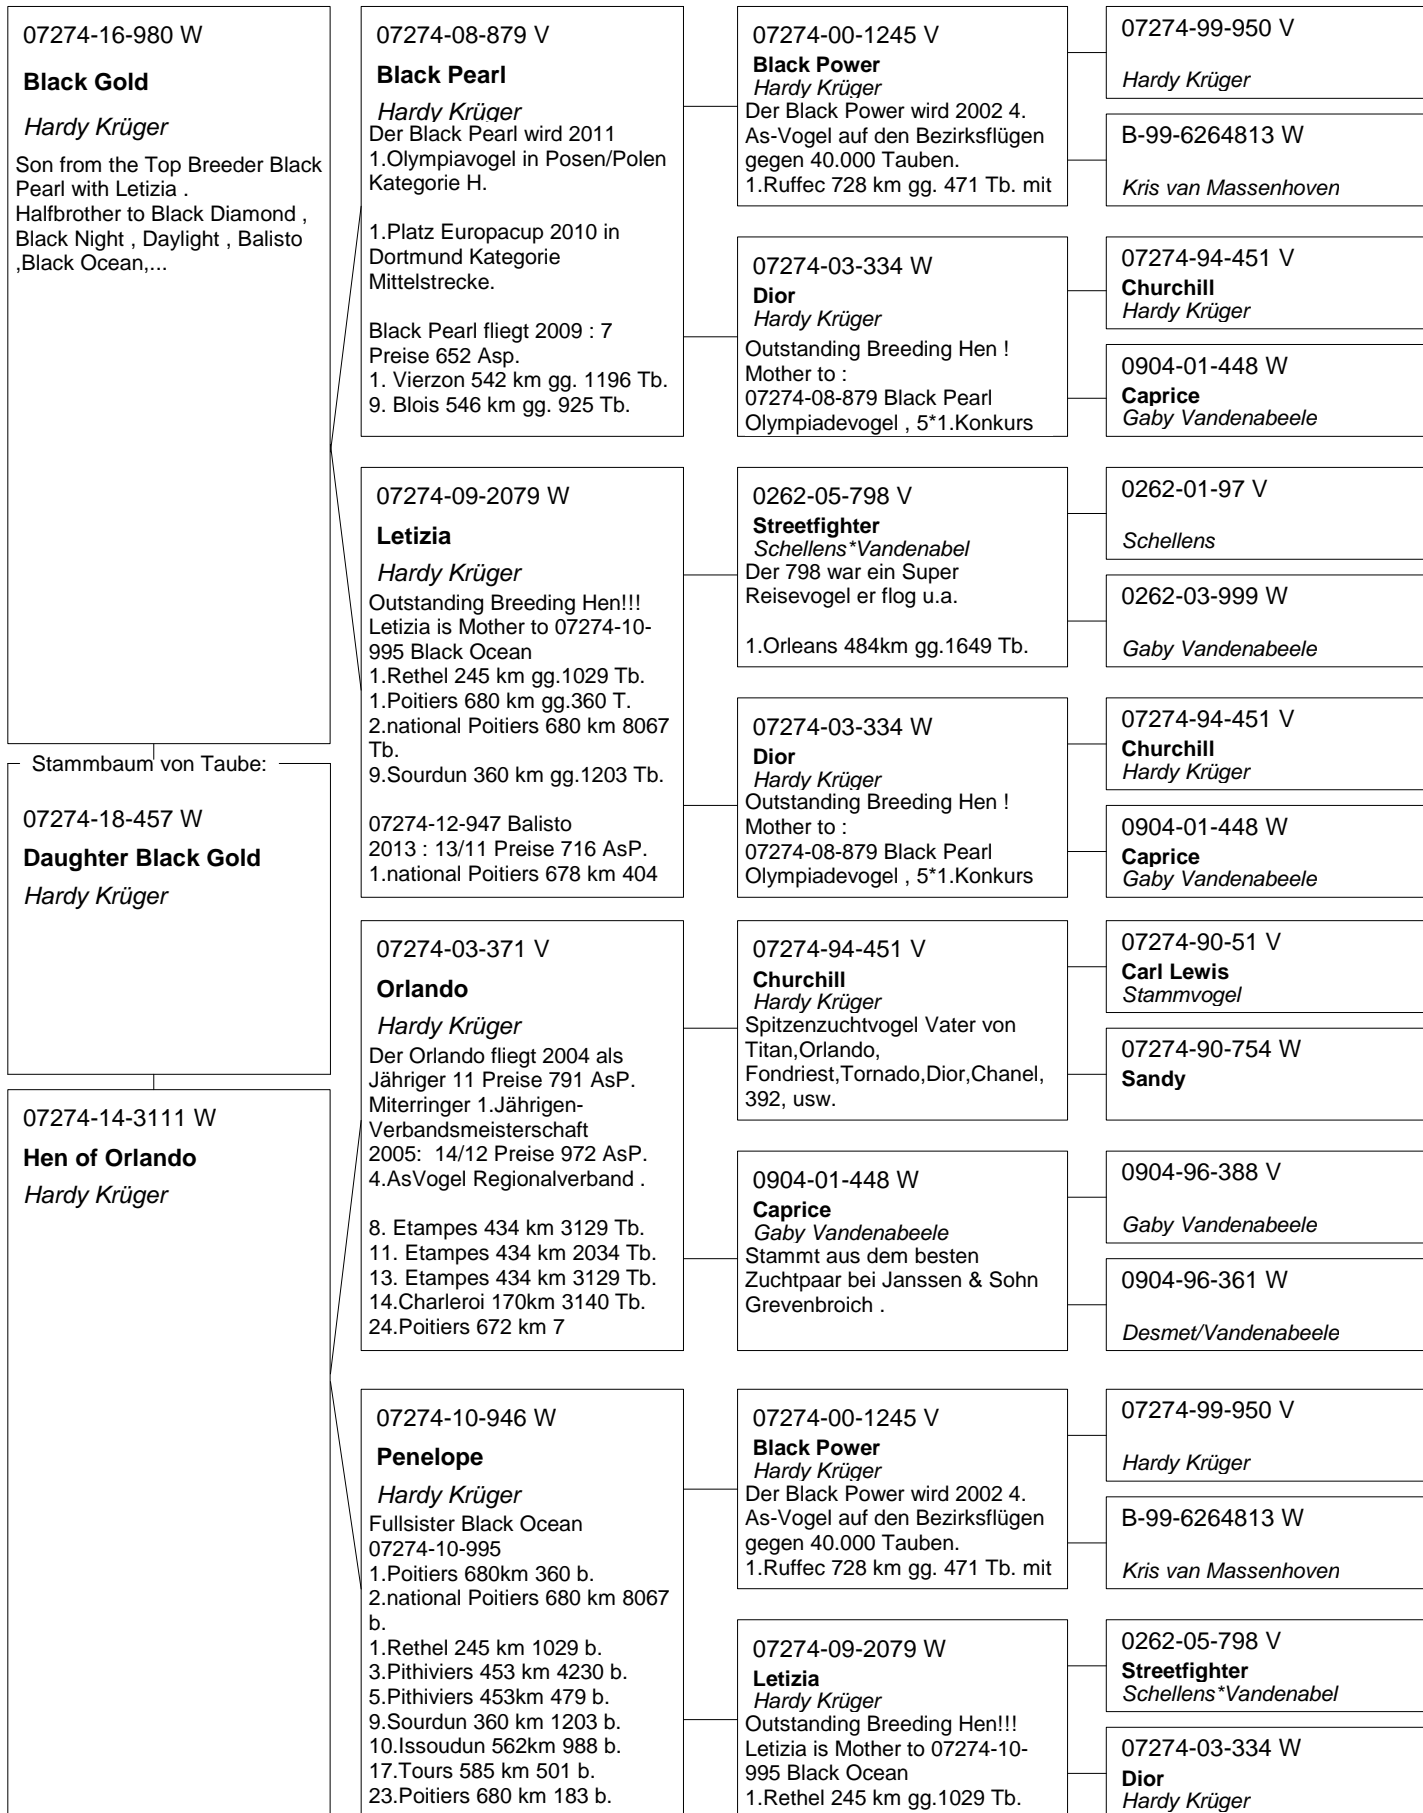 07274-16-980 W
Black Gold
Hardy Krüger
Son from the Top Breeder Black
Pearl with Letizia .
Halfbrother to Black Diamond ,
Black Night , Daylight , Balisto
,Black Ocean,...
Stammbaum von Taube:
07274-18-457 W
Daughter Black Gold
Hardy Krüger
07274-14-3111 W
Hen of Orlando
Hardy Krüger
07274-08-879 V
Black Pearl
Hardy Krüger
Der Black Pearl wird 2011
1.Olympiavogel in Posen/Polen
Kategorie H.
1.Platz Europacup 2010 in
Dortmund Kategorie
Mittelstrecke.
Black Pearl fliegt 2009 : 7
Preise 652 Asp.
1. Vierzon 542 km gg. 1196 Tb.
9. Blois 546 km gg. 925 Tb.
07274-09-2079 W
Letizia
Hardy Krüger
Outstanding Breeding Hen!!!
Letizia is Mother to 07274-10-
995 Black Ocean
1.Rethel 245 km gg.1029 Tb.
1.Poitiers 680 km gg.360 T.
2.national Poitiers 680 km 8067
Tb.
9.Sourdun 360 km gg.1203 Tb.
07274-12-947 Balisto
2013 : 13/11 Preise 716 AsP.
1.national Poitiers 678 km 404
07274-03-371 V
Orlando
Hardy Krüger
Der Orlando fliegt 2004 als
Jähriger 11 Preise 791 AsP.
Miterringer 1.Jährigen-
Verbandsmeisterschaft
2005:  14/12 Preise 972 AsP.
4.AsVogel Regionalverband .
8. Etampes 434 km 3129 Tb.
11. Etampes 434 km 2034 Tb.
13. Etampes 434 km 3129 Tb.
14.Charleroi 170km 3140 Tb.
24.Poitiers 672 km 7
07274-10-946 W
Penelope
Hardy Krüger
Fullsister Black Ocean
07274-10-995
1.Poitiers 680km 360 b.
2.national Poitiers 680 km 8067
b.
1.Rethel 245 km 1029 b.
3.Pithiviers 453 km 4230 b.
5.Pithiviers 453km 479 b.
9.Sourdun 360 km 1203 b.
10.Issoudun 562km 988 b.
17.Tours 585 km 501 b.
23.Poitiers 680 km 183 b.
07274-00-1245 V
Black Power
Hardy Krüger
Der Black Power wird 2002 4.
As-Vogel auf den Bezirksflügen
gegen 40.000 Tauben.
1.Ruffec 728 km gg. 471 Tb. mit
07274-03-334 W
Dior
Hardy Krüger
Outstanding Breeding Hen !
Mother to :
07274-08-879 Black Pearl
Olympiadevogel , 5*1.Konkurs
0262-05-798 V
Streetfighter
Schellens*Vandenabel
Der 798 war ein Super
Reisevogel er flog u.a.
1.Orleans 484km gg.1649 Tb.
07274-03-334 W
Dior
Hardy Krüger
Outstanding Breeding Hen !
Mother to :
07274-08-879 Black Pearl
Olympiadevogel , 5*1.Konkurs
07274-94-451 V
Churchill
Hardy Krüger
Spitzenzuchtvogel Vater von
Titan,Orlando,
Fondriest,Tornado,Dior,Chanel,
392, usw.
0904-01-448 W
Caprice
Gaby Vandenabeele
Stammt aus dem besten
Zuchtpaar bei Janssen & Sohn
Grevenbroich .
07274-00-1245 V
Black Power
Hardy Krüger
Der Black Power wird 2002 4.
As-Vogel auf den Bezirksflügen
gegen 40.000 Tauben.
1.Ruffec 728 km gg. 471 Tb. mit
07274-09-2079 W
Letizia
Hardy Krüger
Outstanding Breeding Hen!!!
Letizia is Mother to 07274-10-
995 Black Ocean
1.Rethel 245 km gg.1029 Tb.
07274-99-950 V
Hardy Krüger
B-99-6264813 W
Kris van Massenhoven
07274-94-451 V
Churchill
Hardy Krüger
0904-01-448 W
Caprice
Gaby Vandenabeele
0262-01-97 V
Schellens
0262-03-999 W
Gaby Vandenabeele
07274-94-451 V
Churchill
Hardy Krüger
0904-01-448 W
Caprice
Gaby Vandenabeele
07274-90-51 V
Carl Lewis
Stammvogel
07274-90-754 W
Sandy
0904-96-388 V
Gaby Vandenabeele
0904-96-361 W
Desmet/Vandenabeele
07274-99-950 V
Hardy Krüger
B-99-6264813 W
Kris van Massenhoven
0262-05-798 V
Streetfighter
Schellens*Vandenabel
07274-03-334 W
Dior
Hardy Krüger